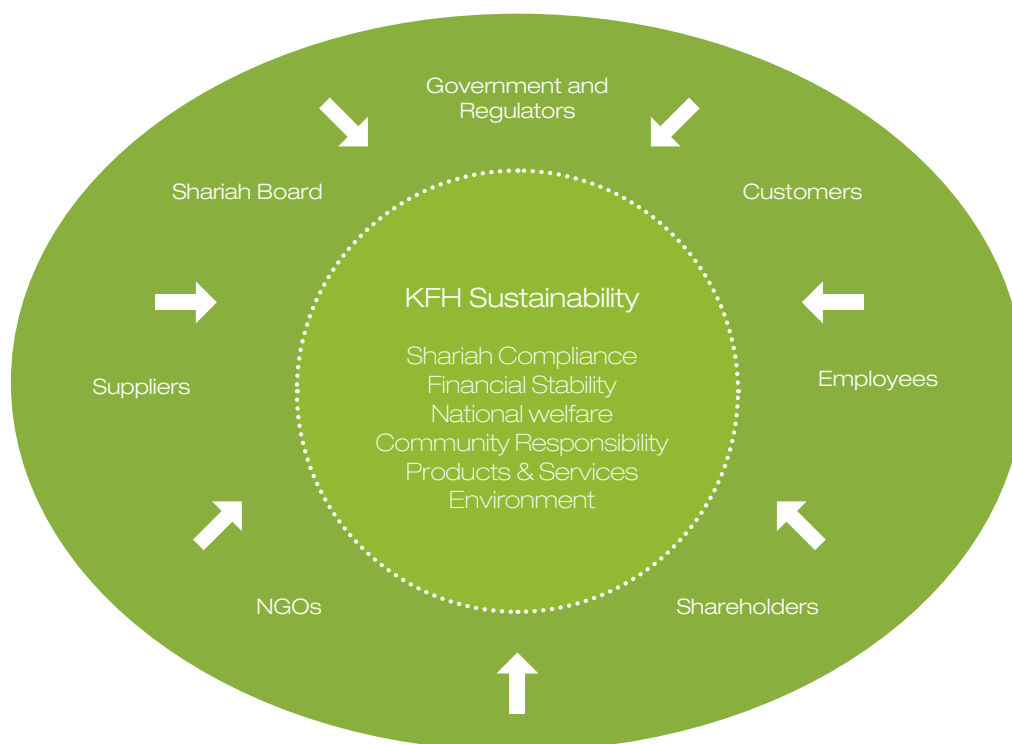 Government and
Regulators
Shariah Board
Customers
KFH Sustainability
Shariah Compliance
Financial Stability
National welfare
Community Responsibility
Products & Services
Environment
Suppliers
Employees
NGOs
Shareholders